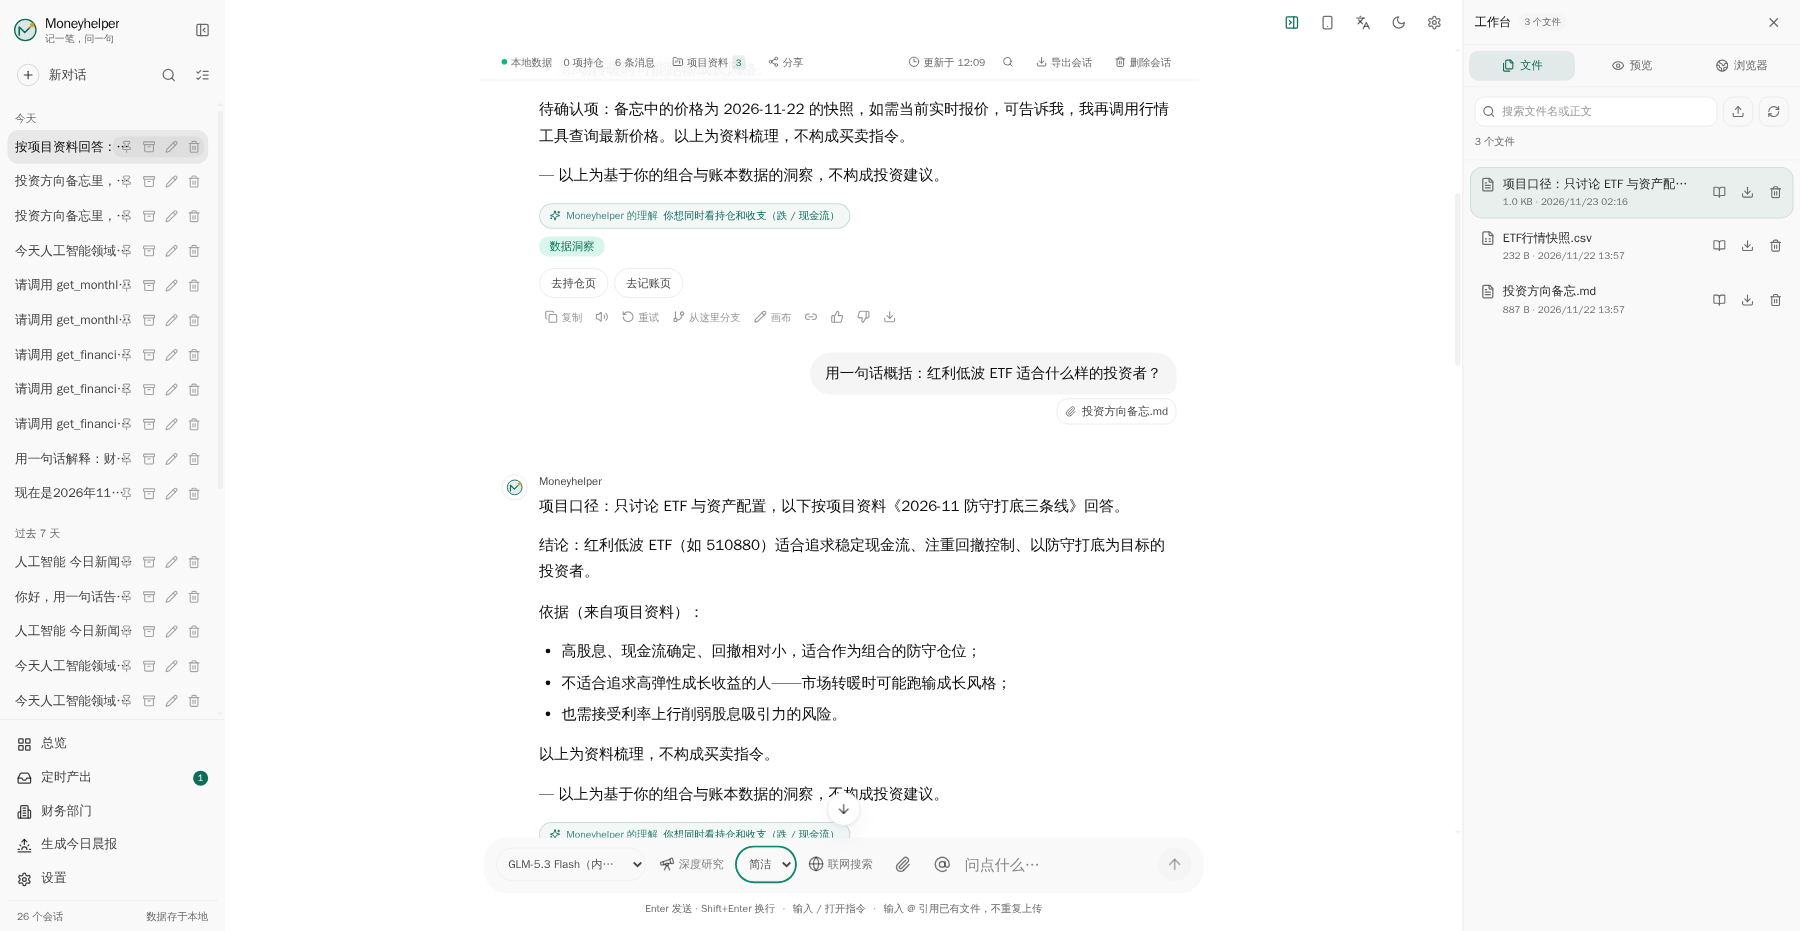 Moneyhelper
记一笔，问一句
新对话
今天
按项目资料回答：…
投资方向备忘里，…
投资方向备忘里，…
今天人工智能领域…
请调用 get_monthl…
请调用 get_monthl…
请调用 get_financi…
请调用 get_financi…
请调用 get_financi…
用一句话解释：财…
现在是2026年11…
过去 7 天
人工智能 今日新闻…
你好，用一句话告…
人工智能 今日新闻…
今天人工智能领域…
今天人工智能领域…
总览
定时产出 1
财务部门
生成今日晨报
设置
26 个会话 数据存于本地
本地数据 0 项持仓 6 条消息 项目资料 3 分享 更新于 12:09 导出会话 删除会话
待确认项：备忘中的价格为 2026-11-22 的快照，如需当前实时报价，可告诉我，我再调用行情
工具查询最新价格。以上为资料梳理，不构成买卖指令。
— 以上为基于你的组合与账本数据的洞察，不构成投资建议。
Moneyhelper 的理解 你想同时看持仓和收支（跌 / 现金流）
数据洞察
去持仓页 去记账页
复制 重试 从这里分支 画布
用一句话概括：红利低波 ETF 适合什么样的投资者？
投资方向备忘.md
Moneyhelper
项目口径：只讨论 ETF 与资产配置，以下按项目资料《2026-11 防守打底三条线》回答。
结论：红利低波 ETF（如 510880）适合追求稳定现金流、注重回撤控制、以防守打底为目标的
投资者。
依据（来自项目资料）：
• 高股息、现金流确定、回撤相对小，适合作为组合的防守仓位；
• 不适合追求高弹性成长收益的人——市场转暖时可能跑输成长风格；
• 也需接受利率上行削弱股息吸引力的风险。
以上为资料梳理，不构成买卖指令。
— 以上为基于你的组合与账本数据的洞察，不构成投资建议。
Moneyhelper 的理解 你想同时看持仓和收支（跌 / 现金流）
GLM-5.3 Flash（内… 深度研究 简洁 联网搜索 问点什么…
Enter 发送 · Shift+Enter 换行 · 输入 / 打开指令 · 输入 @ 引用已有文件，不重复上传
工作台 3 个文件
文件 预览 浏览器
搜索文件名或正文
3 个文件
项目口径：只讨论 ETF 与资产配…
1.0 KB · 2026/11/23 02:16
ETF行情快照.csv
232 B · 2026/11/22 13:57
投资方向备忘.md
887 B · 2026/11/22 13:57